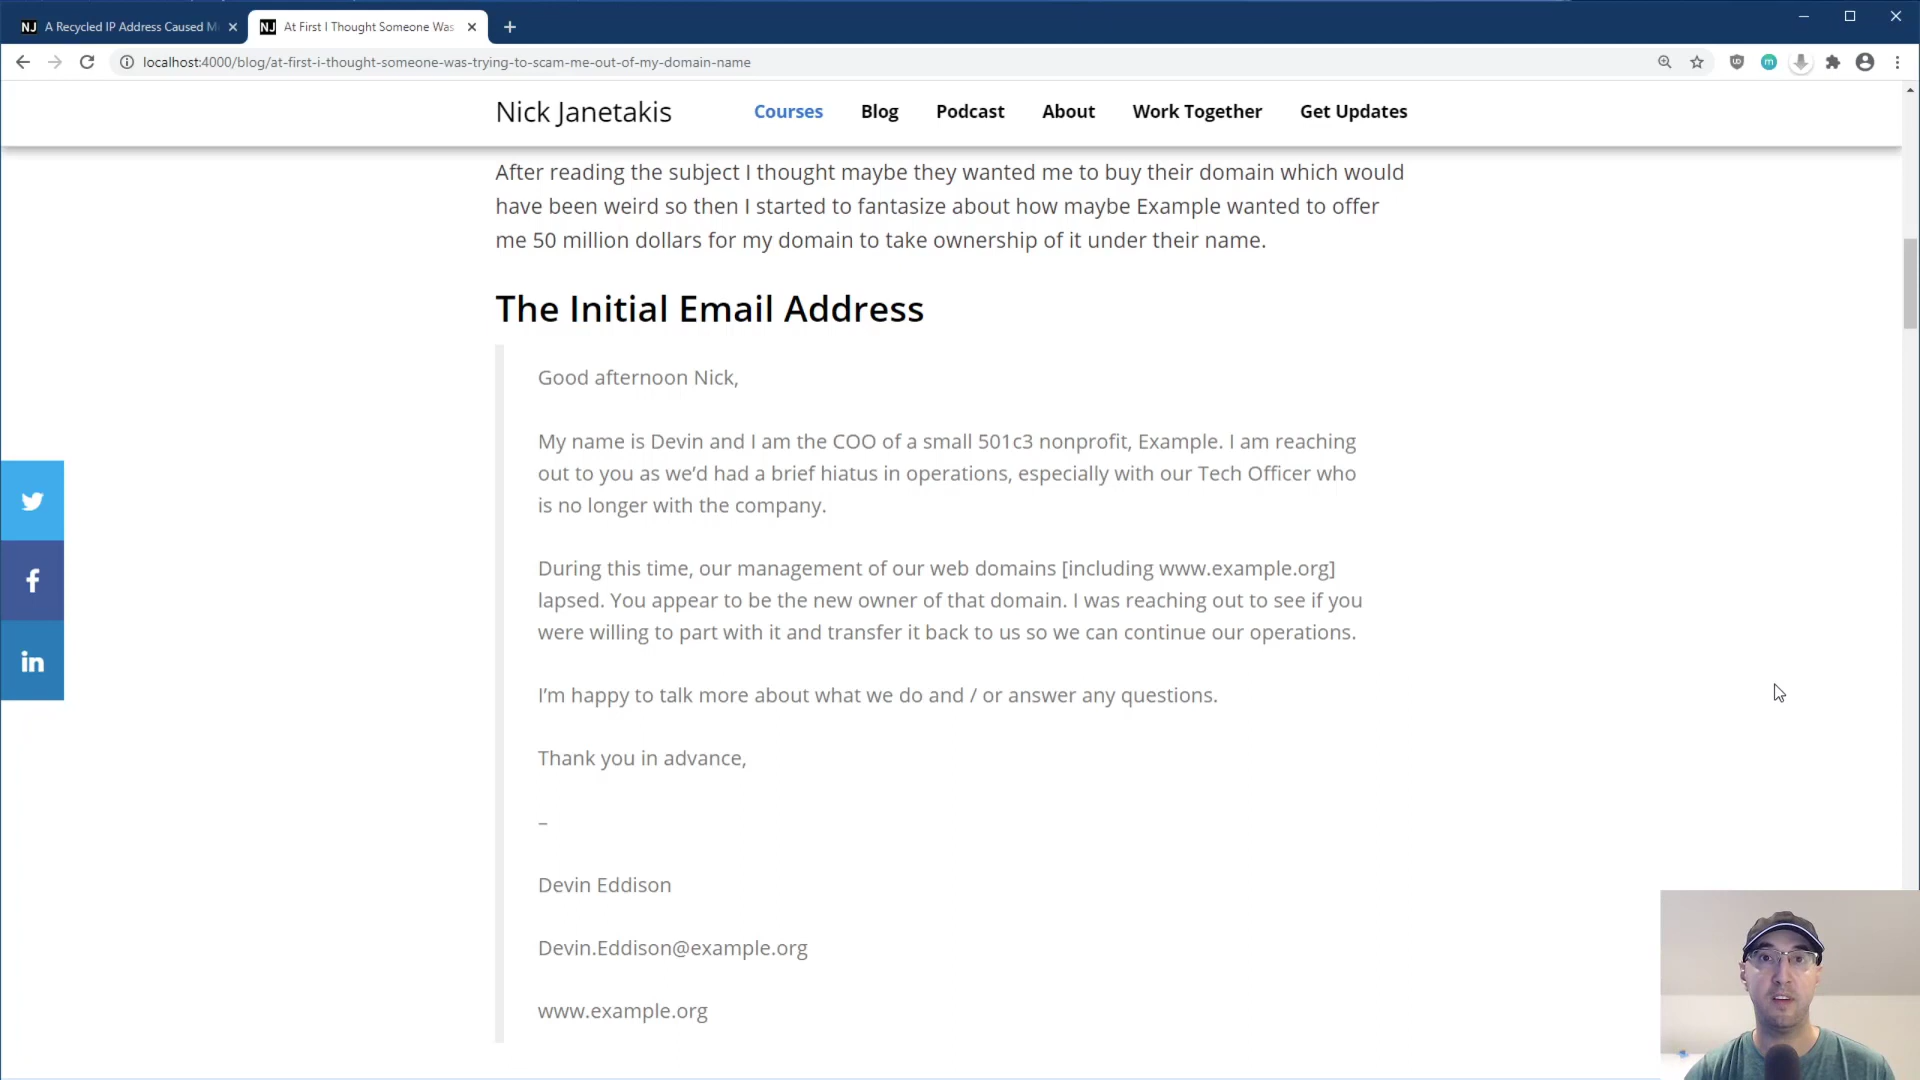 NJ A Recycled IP Address Caused M
NJ At First I Thought Someone Was
localhost:4000/blog/at-first-i-thought-someone-was-trying-to-scam-me-out-of-my-domain-name
Nick Janetakis Courses Blog Podcast About Work Together Get Updates
After reading the subject I thought maybe they wanted me to buy their domain which would
have been weird so then I started to fantasize about how maybe Example wanted to offer
me 50 million dollars for my domain to take ownership of it under their name.
The Initial Email Address
Good afternoon Nick,
My name is Devin and I am the COO of a small 501c3 nonprofit, Example. I am reaching
out to you as we’d had a brief hiatus in operations, especially with our Tech Officer who
is no longer with the company.
During this time, our management of our web domains [including www.example.org]
lapsed. You appear to be the new owner of that domain. I was reaching out to see if you
were willing to part with it and transfer it back to us so we can continue our operations.
I’m happy to talk more about what we do and / or answer any questions.
Thank you in advance,
–
Devin Eddison
Devin.Eddison@example.org
www.example.org